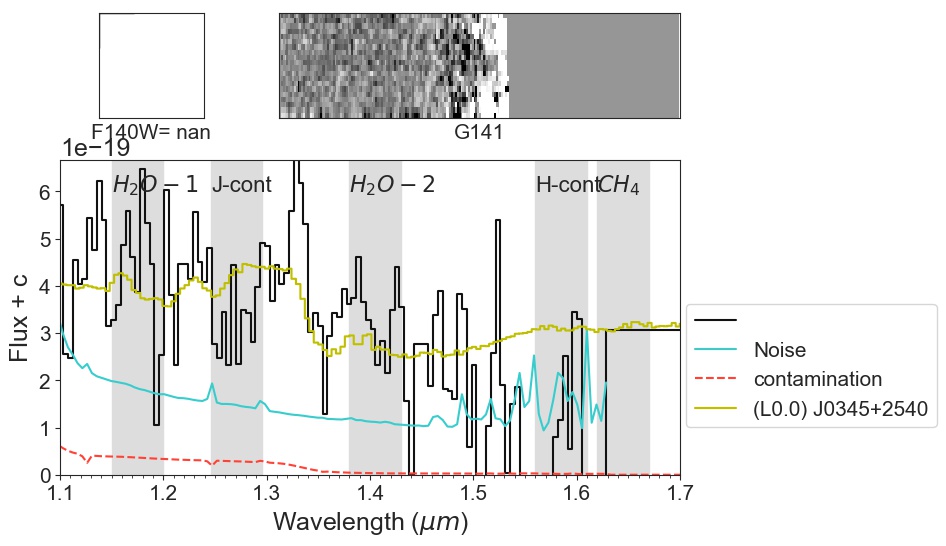 F140W= nan
G141
1e−19
H₂O − 1 J-cont H₂O − 2 H-cont CH₄
6
5
4
3
2
1
0
Flux + c
1.1 1.2 1.3 1.4 1.5 1.6 1.7
Wavelength (μm)
Noise
contamination
(L0.0) J0345+2540